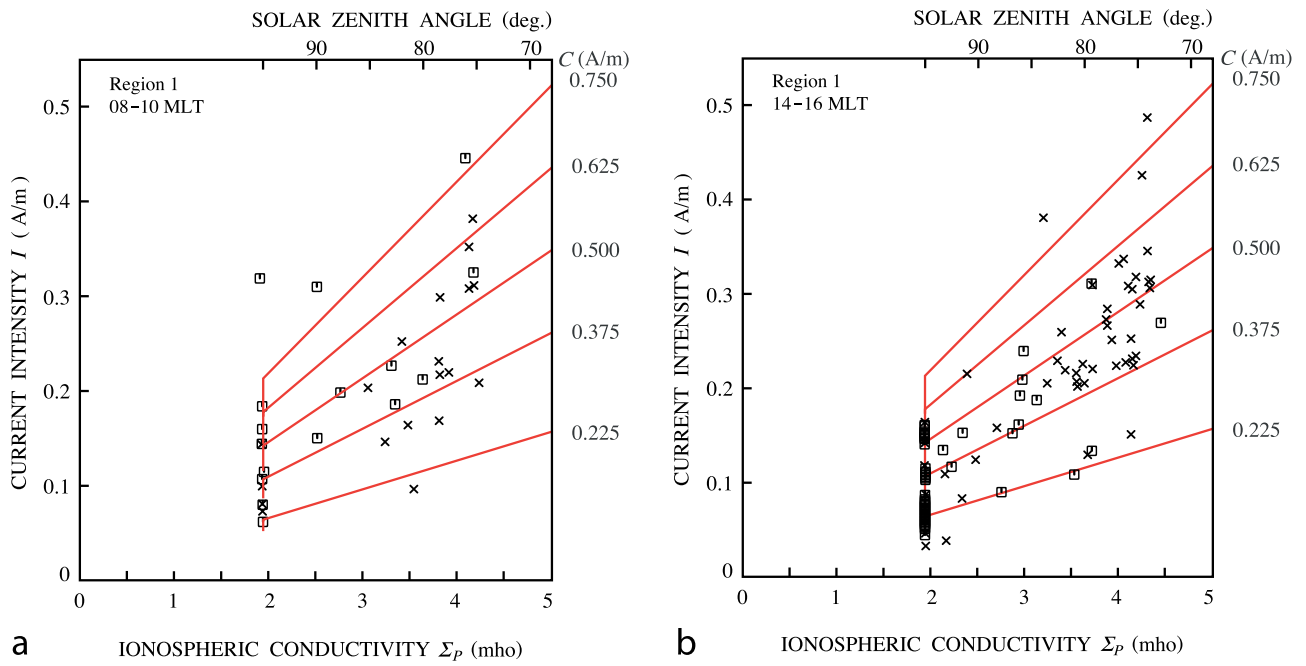 SOLAR ZENITH ANGLE (deg.)
90 80 70
C (A/m)
Region 1
08–10 MLT
0.750
0.625
0.500
0.375
0.225
CURRENT INTENSITY I ( A/m)
0.5
0.4
0.3
0.2
0.1
0
0 1 2 3 4 5
IONOSPHERIC CONDUCTIVITY Σ_P (mho)
a
SOLAR ZENITH ANGLE (deg.)
90 80 70
C (A/m)
Region 1
14–16 MLT
0.750
0.625
0.500
0.375
0.225
CURRENT INTENSITY I ( A/m)
0.5
0.4
0.3
0.2
0.1
0
0 1 2 3 4 5
IONOSPHERIC CONDUCTIVITY Σ_P (mho)
b